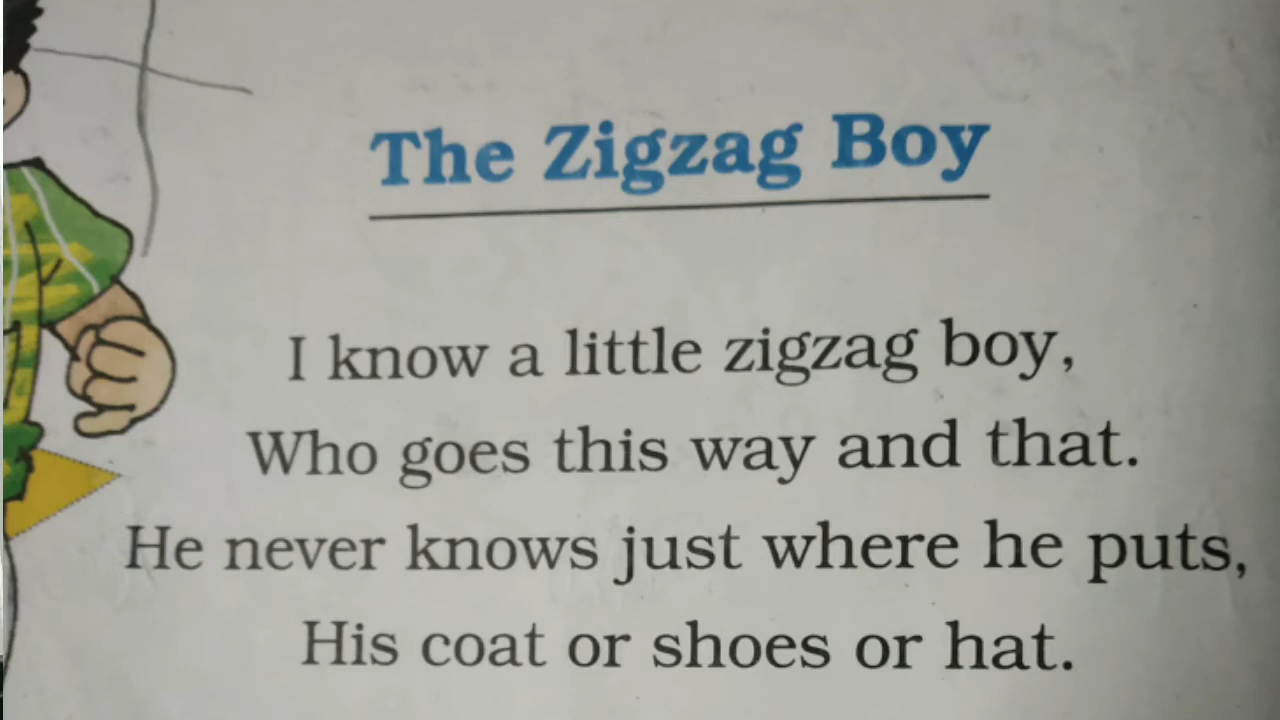 The Zigzag Boy
I know a little zigzag boy,
Who goes this way and that.
He never knows just where he puts,
His coat or shoes or hat.